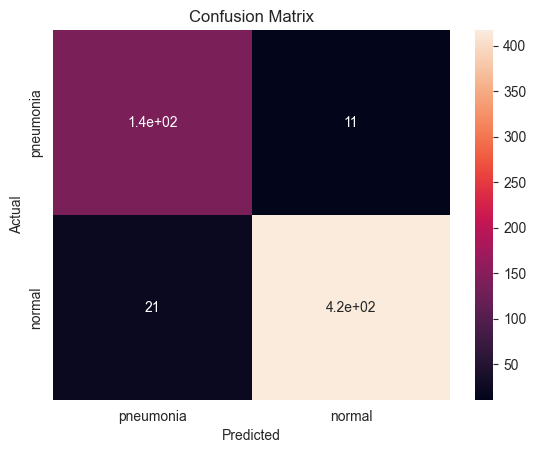 Confusion Matrix
pneumonia
normal
Actual
1.4e+02
11
21
4.2e+02
pneumonia
normal
Predicted
400
350
300
250
200
150
100
50